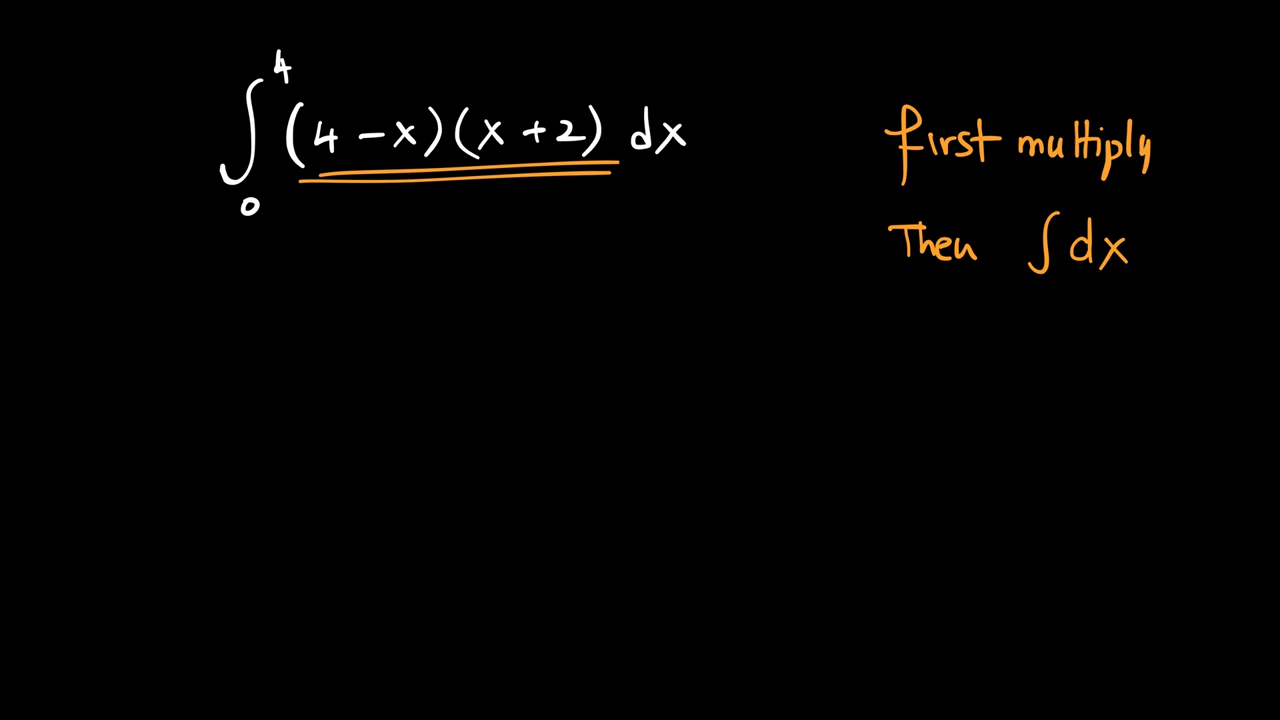 ∫₀⁴ (4 − x)(x + 2) dx
first multiply
Then ∫ dx